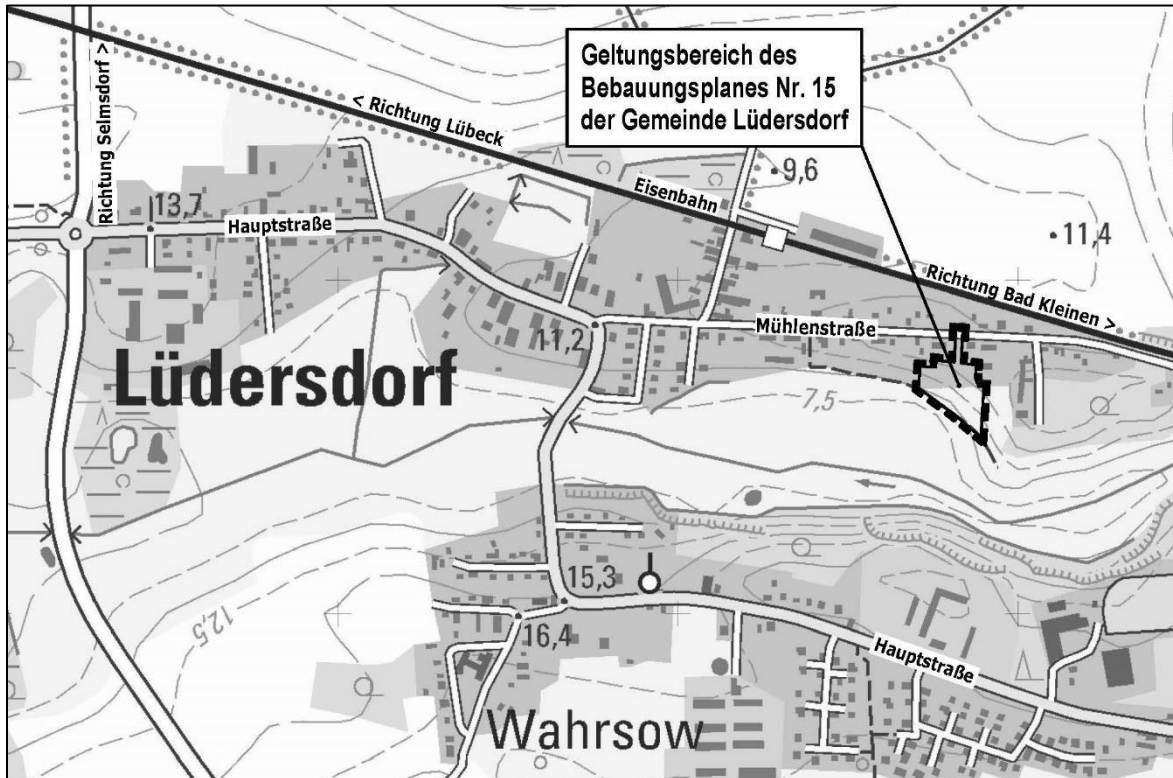 Geltungsbereich des
Bebauungsplanes Nr. 15
der Gemeinde Lüdersdorf
Richtung Selmsdorf >
< Richtung Lübeck
Eisenbahn
9,6
13,7
Hauptstraße
11,4
Richtung Bad Kleinen >
11,2
Mühlenstraße
Lüdersdorf
7,5
15,3
16,4
12,5
Hauptstraße
Wahrsow